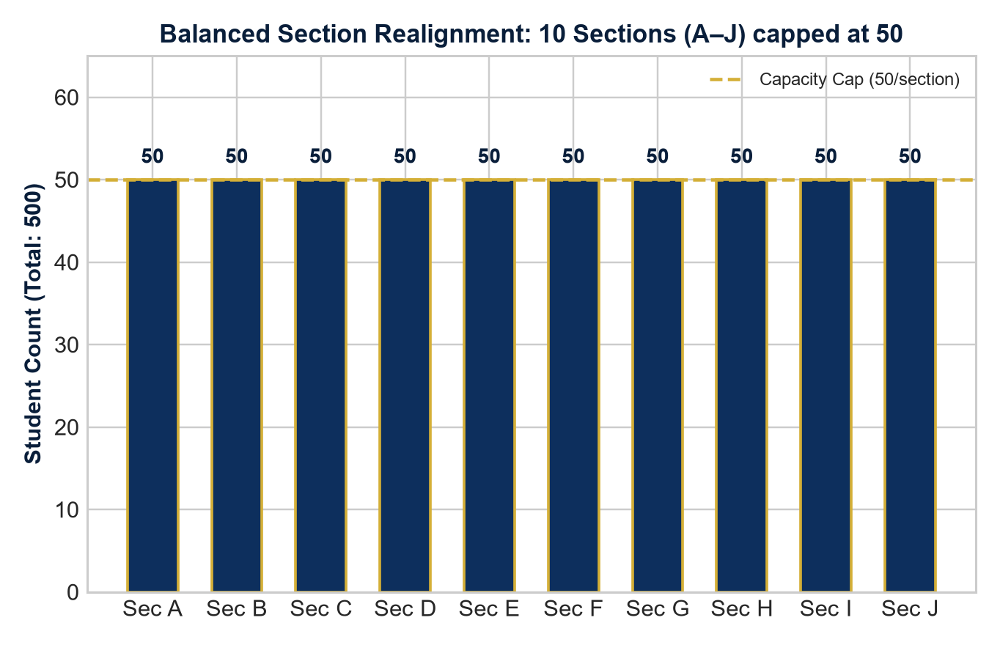 Balanced Section Realignment: 10 Sections (A–J) capped at 50
Capacity Cap (50/section)
Student Count (Total: 500)
60
50
40
30
20
10
0
50 50 50 50 50 50 50 50 50 50
Sec A Sec B Sec C Sec D Sec E Sec F Sec G Sec H Sec I Sec J